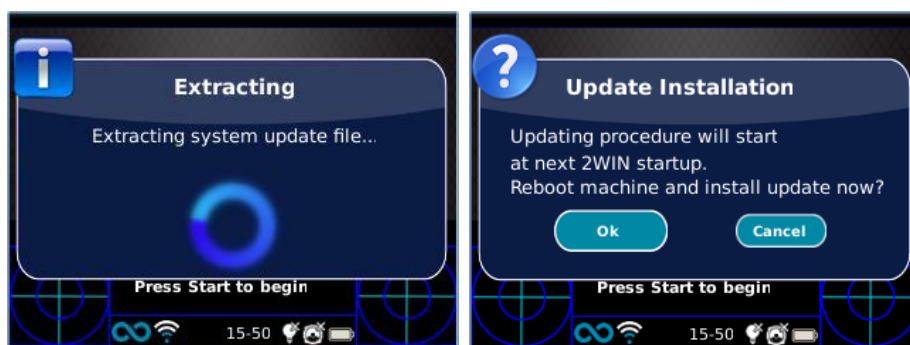 Extracting
Extracting system update file...
Press Start to begin
15-50
Update Installation
Updating procedure will start
at next 2WIN startup.
Reboot machine and install update now?
Ok
Cancel
Press Start to begin
15-50